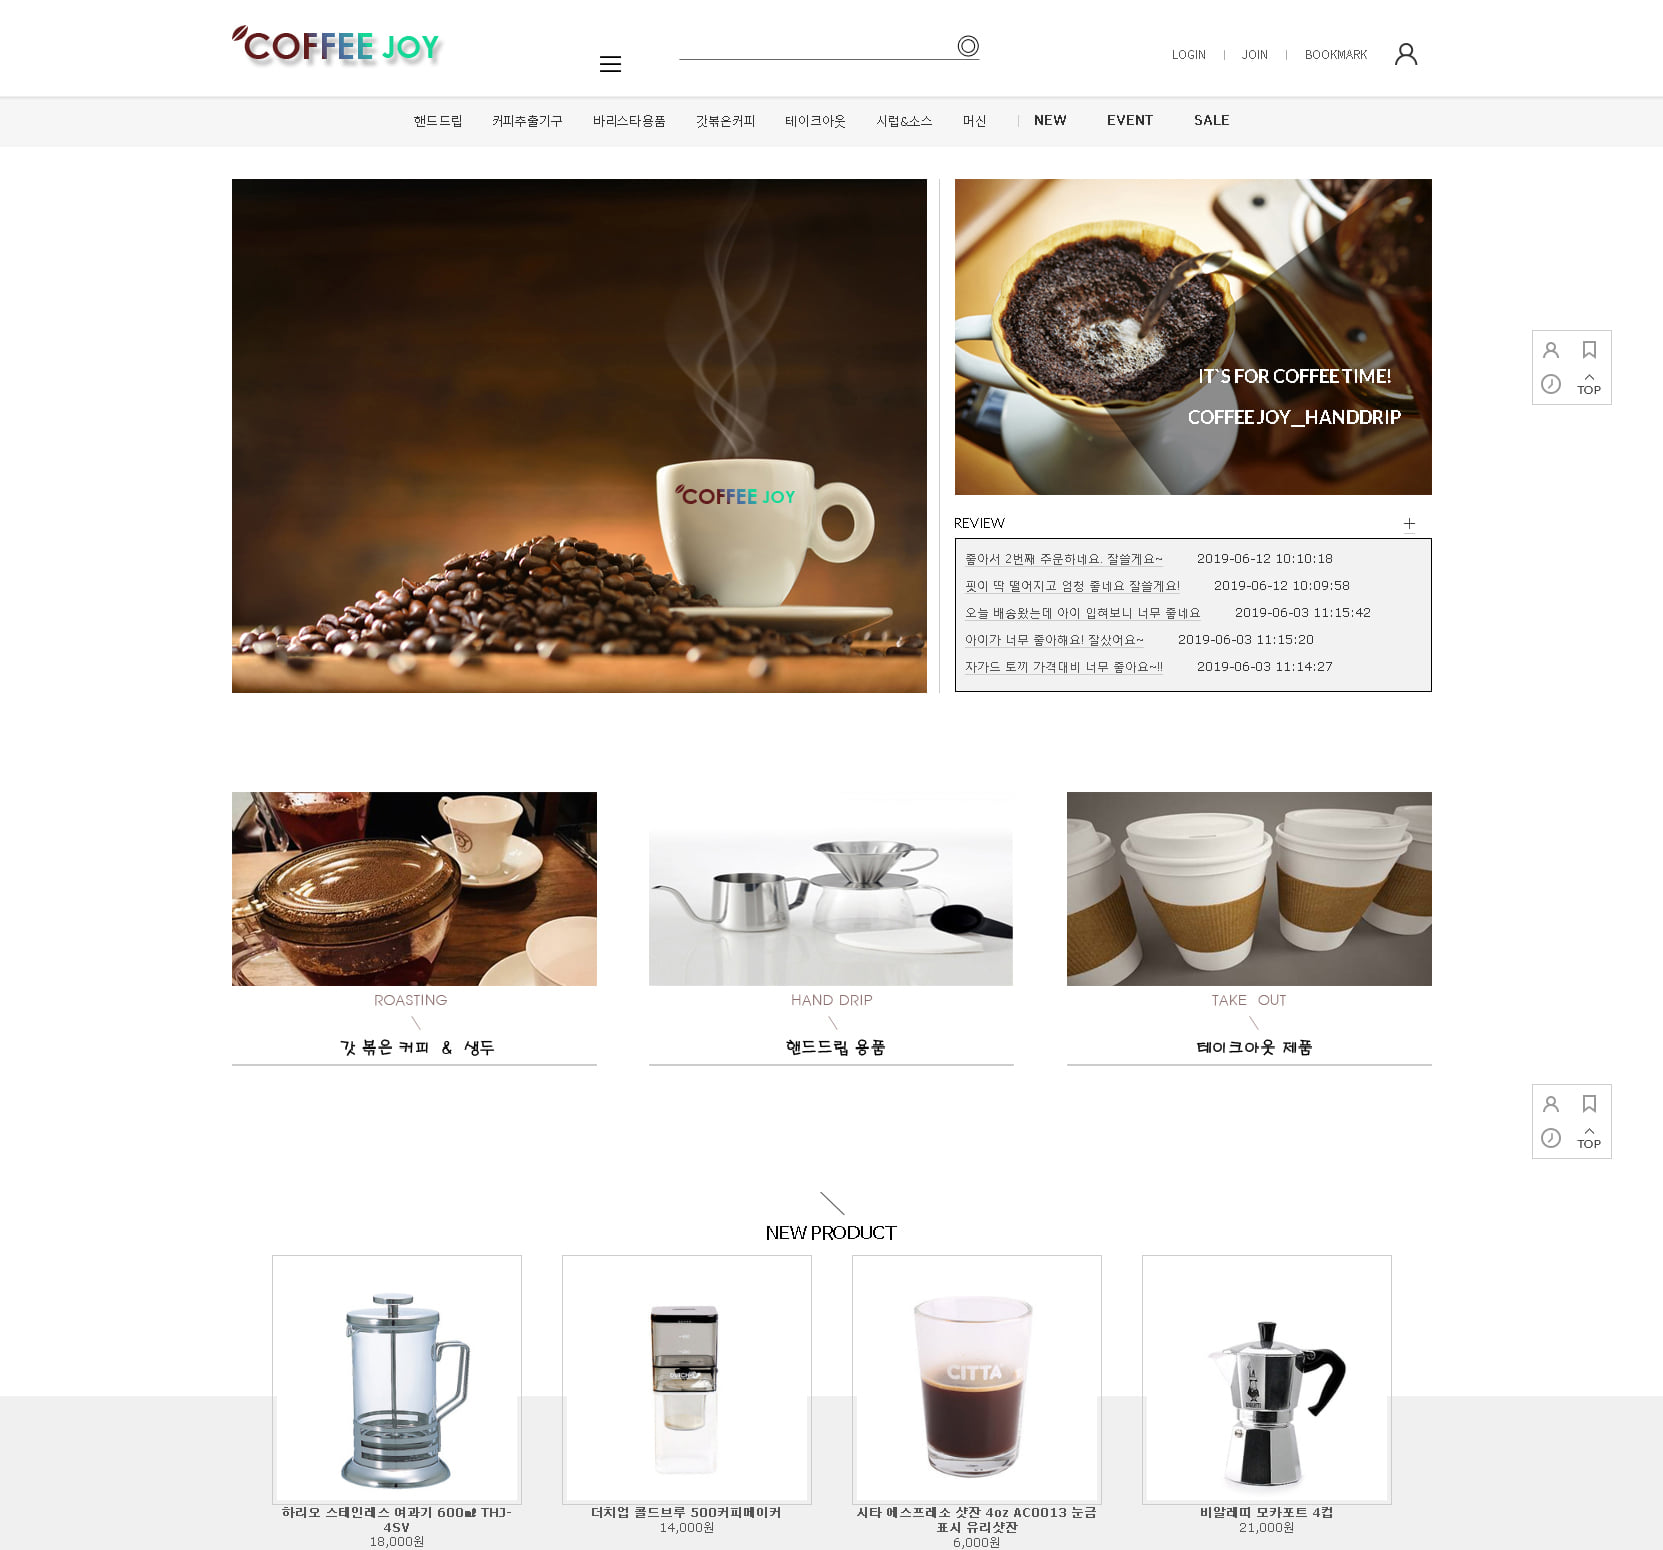 COFFEE JOY
LOGIN | JOIN | BOOKMARK
핸드드립 커피추출기구 바리스타용품 갓볶은커피 테이크아웃 시럽&소스 머신 | NEW EVENT SALE
COFFEE JOY
IT`S FOR COFFEE TIME!
COFFEE JOY__HANDDRIP
TOP
REVIEW +
좋아서 2번째 주문하네요. 잘쓸게요~ 2019-06-12 10:10:18
핏이 딱 떨어지고 엄청 좋네요 잘쓸게요! 2019-06-12 10:09:58
오늘 배송왔는데 아이 입혀보니 너무 좋네요 2019-06-03 11:15:42
아이가 너무 좋아해요! 잘샀어요~ 2019-06-03 11:15:20
자가드 토끼 가격대비 너무 좋아요~!! 2019-06-03 11:14:27
ROASTING
갓 볶은 커피 & 생두
HAND DRIP
핸드드립 용품
TAKE OUT
테이크아웃 제품
TOP
NEW PRODUCT
CITTA
하리오 스테인레스 여과기 600㎖ THJ-
4SV
18,000원
더치업 콜드브루 500커피메이커
14,000원
시타 에스프레소 샷잔 4oz AC0013 눈금
표시 유리샷잔
6,000원
비알레띠 모카포트 4컵
21,000원